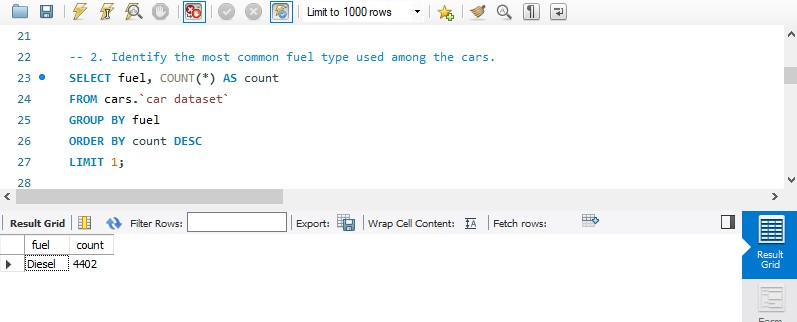 Limit to 1000 rows
21
22 -- 2. Identify the most common fuel type used among the cars.
23 SELECT fuel, COUNT(*) AS count
24 FROM cars.`car dataset`
25 GROUP BY fuel
26 ORDER BY count DESC
27 LIMIT 1;
28
Result Grid Filter Rows: Export: Wrap Cell Content: IA Fetch rows:
fuel count
Diesel 4402
Result
Grid